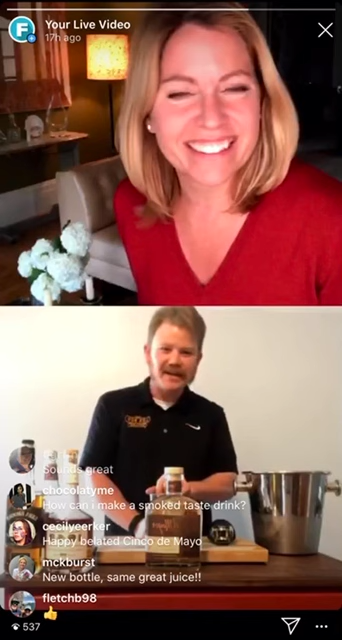 Your Live Video
17h ago
Sounds great
chocolatyme
How can i make a smoked taste drink?
cecilyeerker
Happy belated Cinco de Mayo
mckburst
New bottle, same great juice!!
fletchb98
👍
537